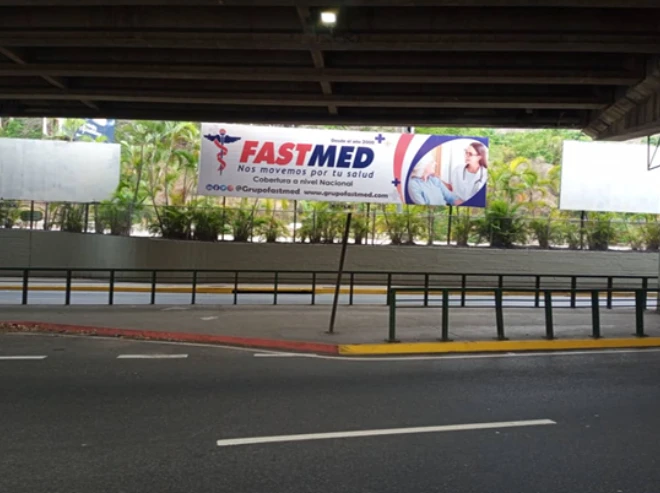 Desde el año 2006
FASTMED
Nos movemos por tu salud
Cobertura a nivel Nacional
@Grupofastmed www.grupofastmed.com